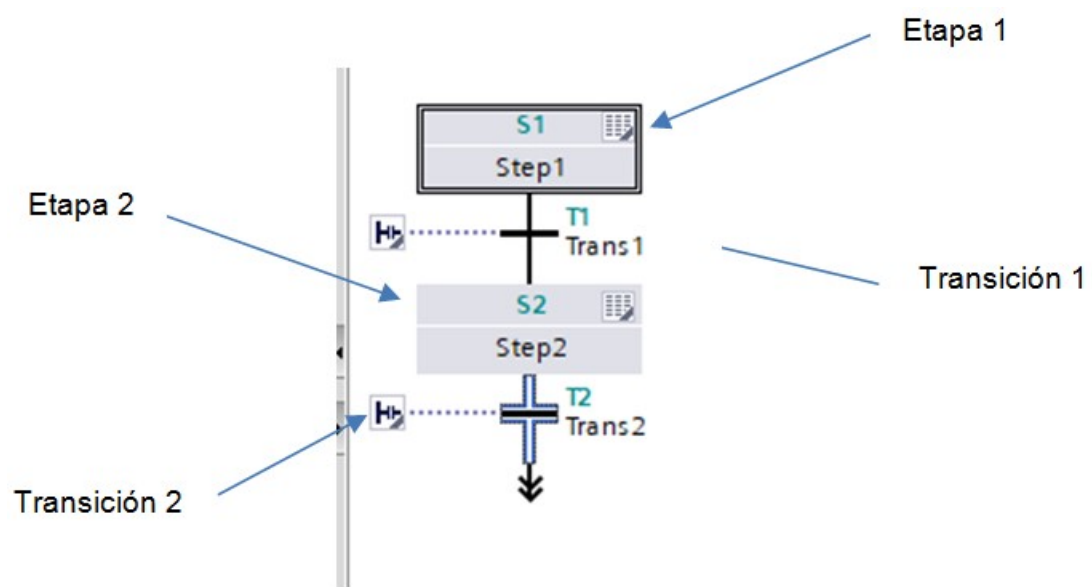 Etapa 1
S1
Step1
Etapa 2
T1
Trans1
Transición 1
S2
Step2
T2
Trans2
Transición 2